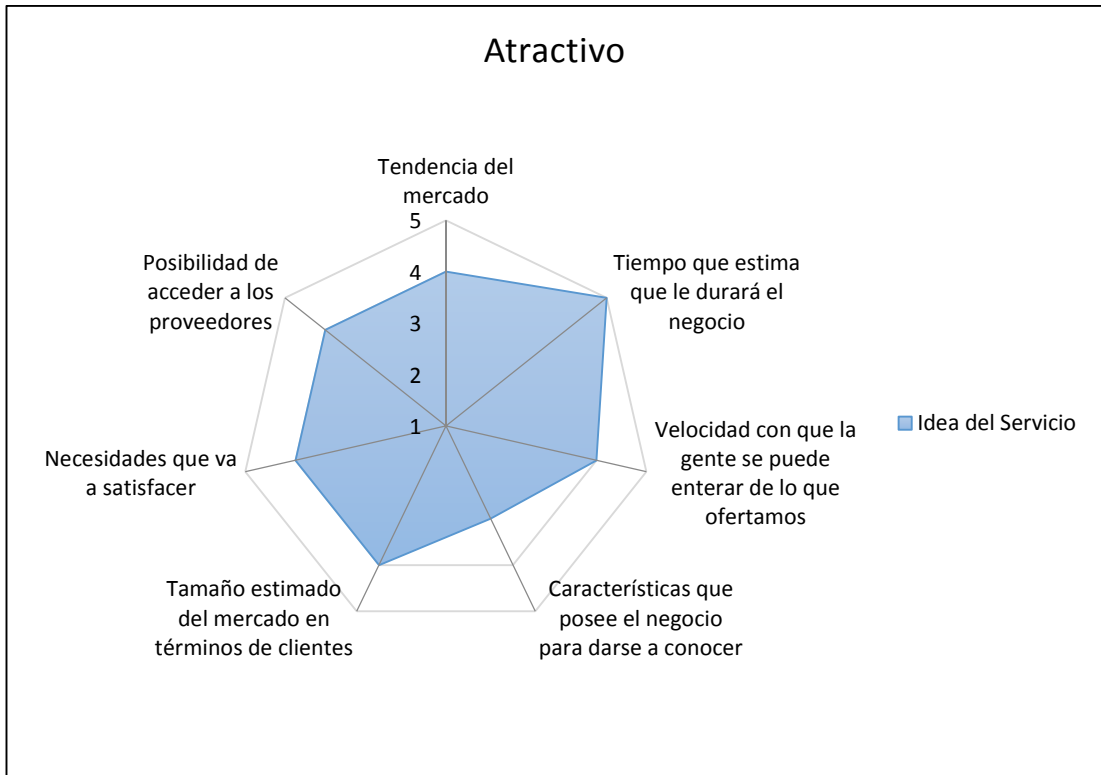 Atractivo
Tendencia del
mercado
5
4
3
2
1
Tiempo que estima
que le durará el
negocio
Velocidad con que la
gente se puede
enterar de lo que
ofertamos
Características que
posee el negocio
para darse a conocer
Tamaño estimado
del mercado en
términos de clientes
Necesidades que va
a satisfacer
Posibilidad de
acceder a los
proveedores
Idea del Servicio